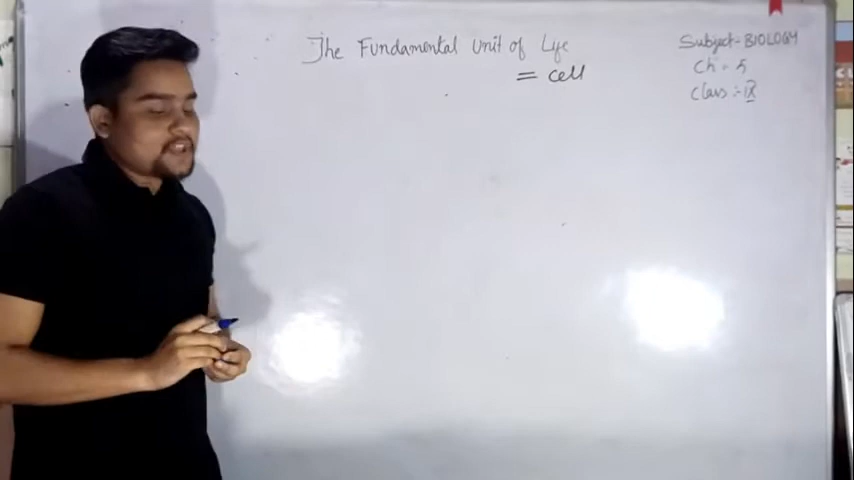 The Fundamental Unit of Life
= cell
Subject - BIOLOGY
Ch - 5
Class :- IX